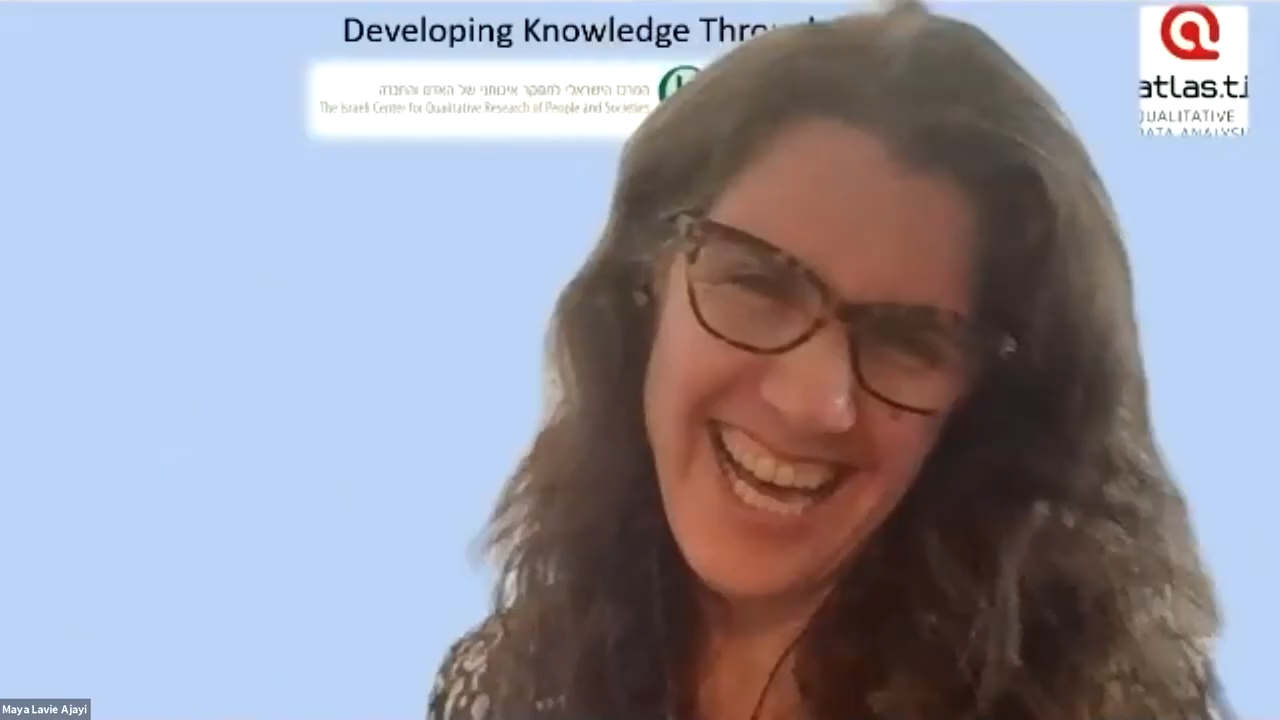 Developing Knowledge Thro
המרכז הישראלי למחקר איכותני של האדם והחברה
The Israeli Center for Qualitative Research of People and Societies
atlas.ti
QUALITATIVE
DATA ANALYSI
Maya Lavie Ajayi